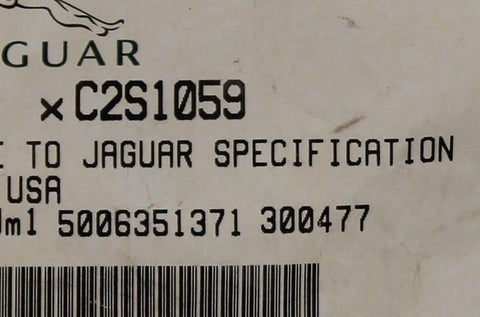 GUAR
x C2S1059
TO JAGUAR SPECIFICATION
USA
5006351371 300477